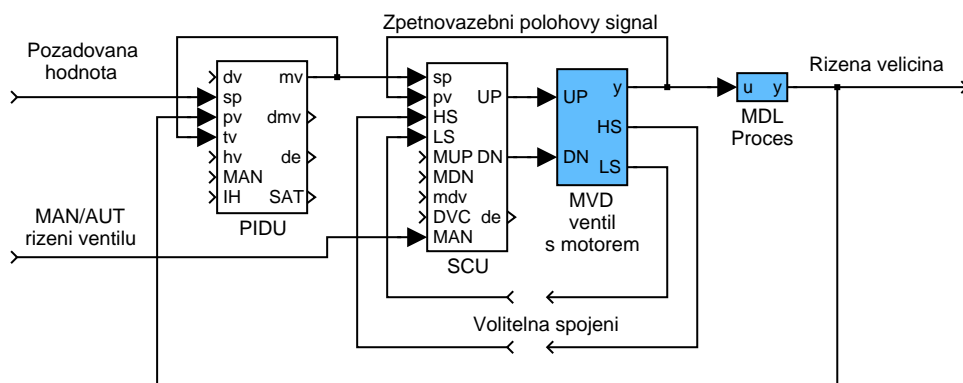 Zpetnovazebni polohovy signal
Pozadovana
hodnota
Rizena velicina
dv
sp
pv
tv
hv
MAN
IH
mv
dmv
de
SAT
PIDU
sp
pv
HS
LS
MUP
MDN
mdv
DVC
MAN
UP
DN
de
SCU
UP
DN
y
HS
LS
MVD
ventil
s motorem
u y
MDL
Proces
MAN/AUT
rizeni ventilu
Volitelna spojeni